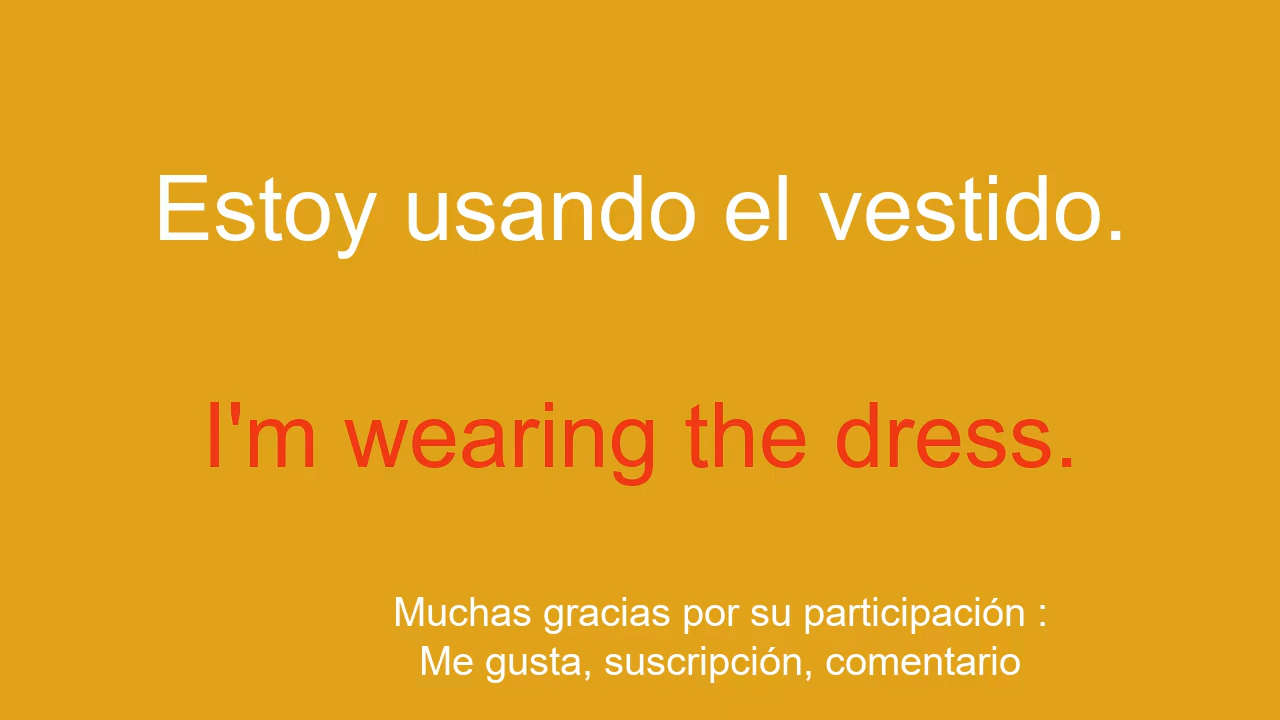 Estoy usando el vestido.
I'm wearing the dress.
Muchas gracias por su participación :
Me gusta, suscripción, comentario